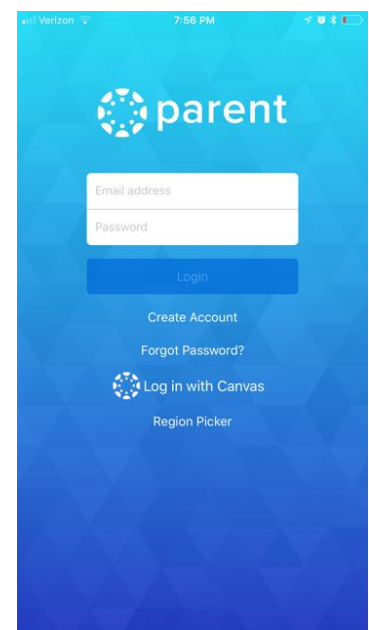 Verizon 7:56 PM
parent
Email address
Password
Login
Create Account
Forgot Password?
Log in with Canvas
Region Picker